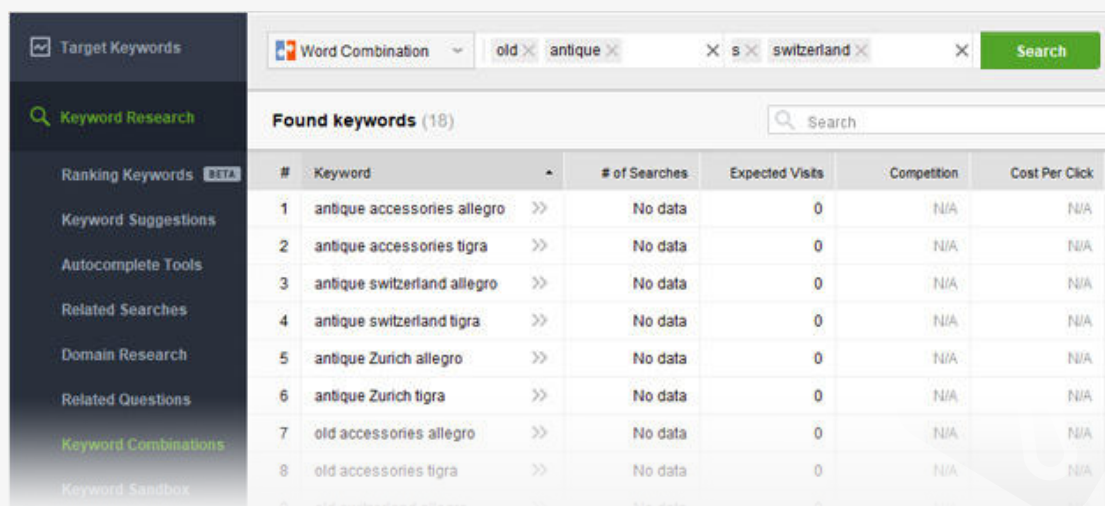 Target Keywords
Word Combination old antique s switzerland Search
Keyword Research
Found keywords (18) Search
Ranking Keywords BETA
Keyword Suggestions
Autocomplete Tools
Related Searches
Domain Research
Related Questions
Keyword Combinations
Keyword Sandbox
# Keyword # of Searches Expected Visits Competition Cost Per Click
1 antique accessories allegro >> No data 0 N/A N/A
2 antique accessories tigra >> No data 0 N/A N/A
3 antique switzerland allegro >> No data 0 N/A N/A
4 antique switzerland tigra >> No data 0 N/A N/A
5 antique Zurich allegro >> No data 0 N/A N/A
6 antique Zurich tigra >> No data 0 N/A N/A
7 old accessories allegro >> No data 0 N/A N/A
8 old accessories tigra >> No data 0 N/A N/A